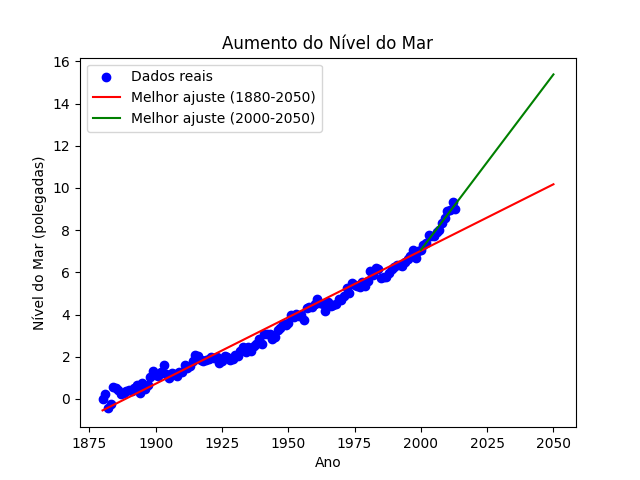 Aumento do Nível do Mar
Dados reais
Melhor ajuste (1880-2050)
Melhor ajuste (2000-2050)
Nível do Mar (polegadas)
16
14
12
10
8
6
4
2
0
1875 1900 1925 1950 1975 2000 2025 2050
Ano